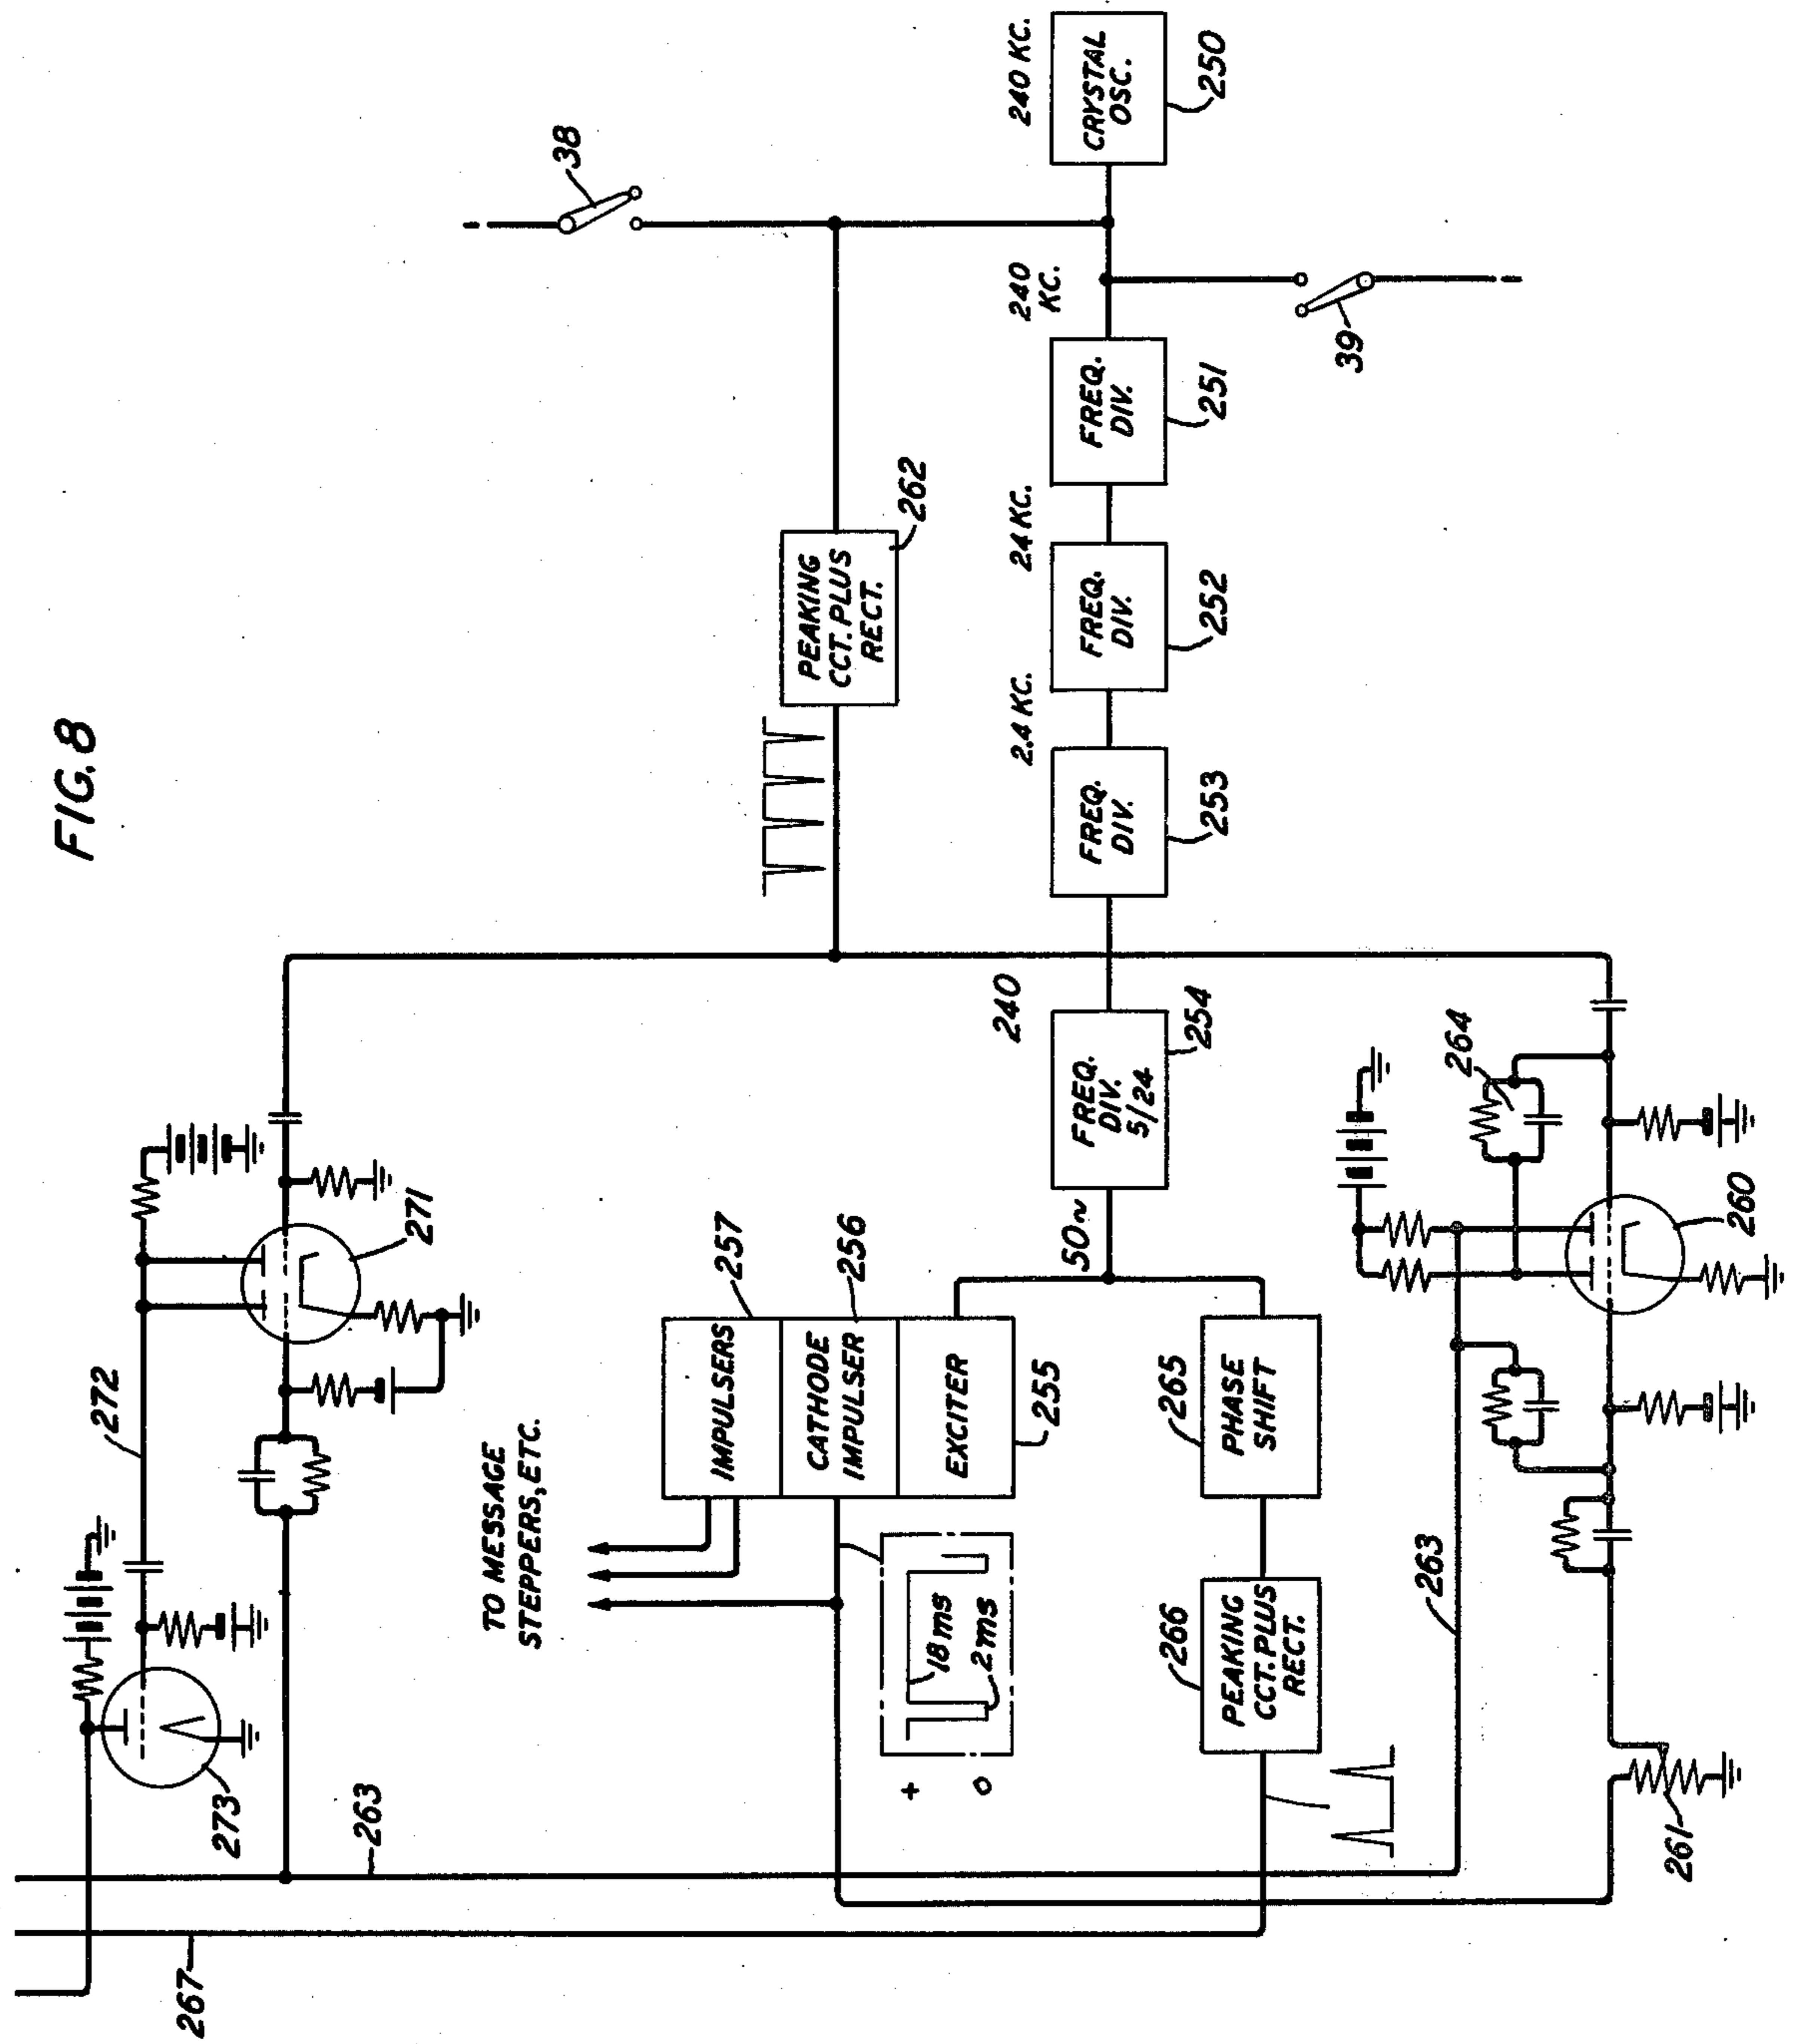 FIG. 8
267
273
272
271
263
38
TO MESSAGE
STEPPERS, ETC.
257
256
255
IMPULSERS
CATHODE
IMPULSER
EXCITER
18 ms
2 ms
+
0
PEAKING
CCT. PLUS
RECT.
262
240 KC.
CRYSTAL
OSC.
250
240
KC.
39
FREQ.
DIV.
251
24 KC.
FREQ.
DIV.
252
2.4 KC.
FREQ.
DIV.
253
240
FREQ.
DIV.
5/24
254
50~
265
PHASE
SHIFT
266
PEAKING
CCT. PLUS
RECT.
263
264
260
261